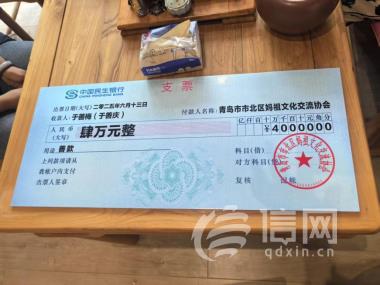 中国民生银行
CHINA MINSHENG BANK
支票
出票日期(大写)二零二五年六月十三日
付款人名称:青岛市市北区妈祖文化交流协会
收款人:于善梅(于善庆)
人民币
(大写)
肆万元整
亿千百十万千百十元角分
¥4000000
用途 善款
科目(借)
上列款项请从
对方科目(贷)
我帐户内支付
出票人签章
复核
记账
青岛市市北区妈祖文化交流协会
信网
qdxin.cn